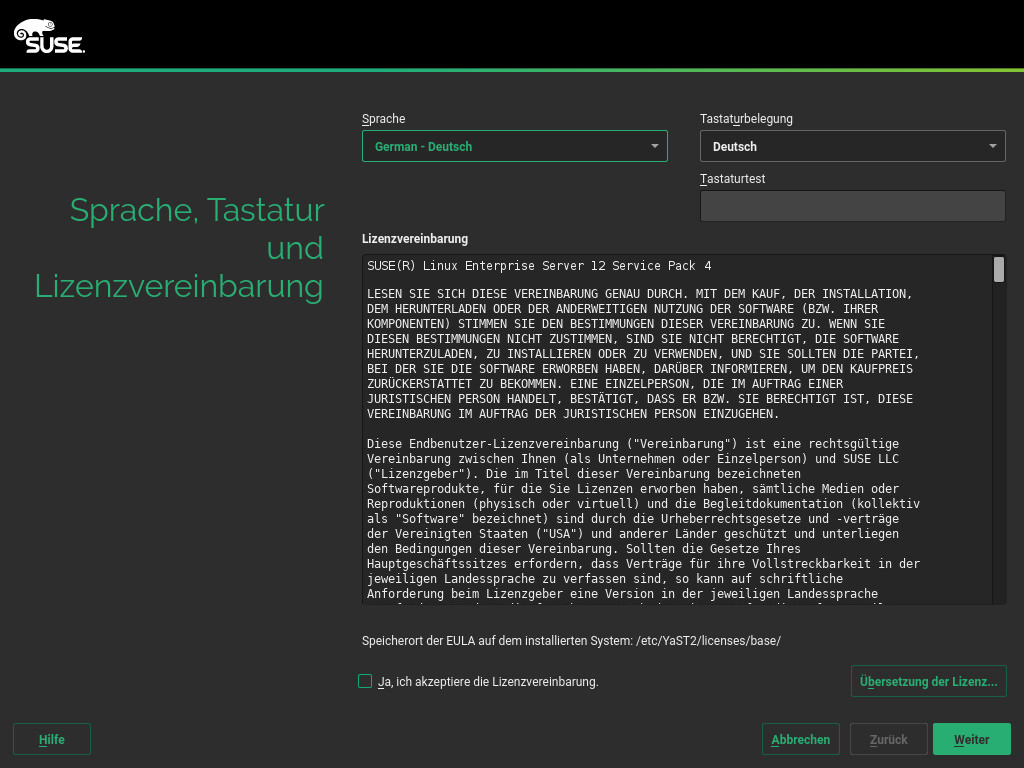 SUSE.
Sprache
Tastaturbelegung
German - Deutsch
Deutsch
Tastaturtest
Sprache, Tastatur
und
Lizenzvereinbarung
Lizenzvereinbarung
SUSE(R) Linux Enterprise Server 12 Service Pack 4
LESEN SIE SICH DIESE VEREINBARUNG GENAU DURCH. MIT DEM KAUF, DER INSTALLATION,
DEM HERUNTERLADEN ODER DER ANDERWEITIGEN NUTZUNG DER SOFTWARE (BZW. IHRER
KOMPONENTEN) STIMMEN SIE DEN BESTIMMUNGEN DIESER VEREINBARUNG ZU. WENN SIE
DIESEN BESTIMMUNGEN NICHT ZUSTIMMEN, SIND SIE NICHT BERECHTIGT, DIE SOFTWARE
HERUNTERZULADEN, ZU INSTALLIEREN ODER ZU VERWENDEN, UND SIE SOLLTEN DIE PARTEI,
BEI DER SIE DIE SOFTWARE ERWORBEN HABEN, DARÜBER INFORMIEREN, UM DEN KAUFPREIS
ZURÜCKERSTATTET ZU BEKOMMEN. EINE EINZELPERSON, DIE IM AUFTRAG EINER
JURISTISCHEN PERSON HANDELT, BESTÄTIGT, DASS ER BZW. SIE BERECHTIGT IST, DIESE
VEREINBARUNG IM AUFTRAG DER JURISTISCHEN PERSON EINZUGEHEN.
Diese Endbenutzer-Lizenzvereinbarung ("Vereinbarung") ist eine rechtsgültige
Vereinbarung zwischen Ihnen (als Unternehmen oder Einzelperson) und SUSE LLC
("Lizenzgeber"). Die im Titel dieser Vereinbarung bezeichneten
Softwareprodukte, für die Sie Lizenzen erworben haben, sämtliche Medien oder
Reproduktionen (physisch oder virtuell) und die Begleitdokumentation (kollektiv
als "Software" bezeichnet) sind durch die Urheberrechtsgesetze und -verträge
der Vereinigten Staaten ("USA") und anderer Länder geschützt und unterliegen
den Bedingungen dieser Vereinbarung. Sollten die Gesetze Ihres
Hauptgeschäftssitzes erfordern, dass Verträge für ihre Vollstreckbarkeit in der
jeweiligen Landessprache zu verfassen sind, so kann auf schriftliche
Anforderung beim Lizenzgeber eine Version in der jeweiligen Landessprache
Speicherort der EULA auf dem installierten System: /etc/YaST2/licenses/base/
Ja, ich akzeptiere die Lizenzvereinbarung.
Übersetzung der Lizenz...
Hilfe
Abbrechen
Zurück
Weiter